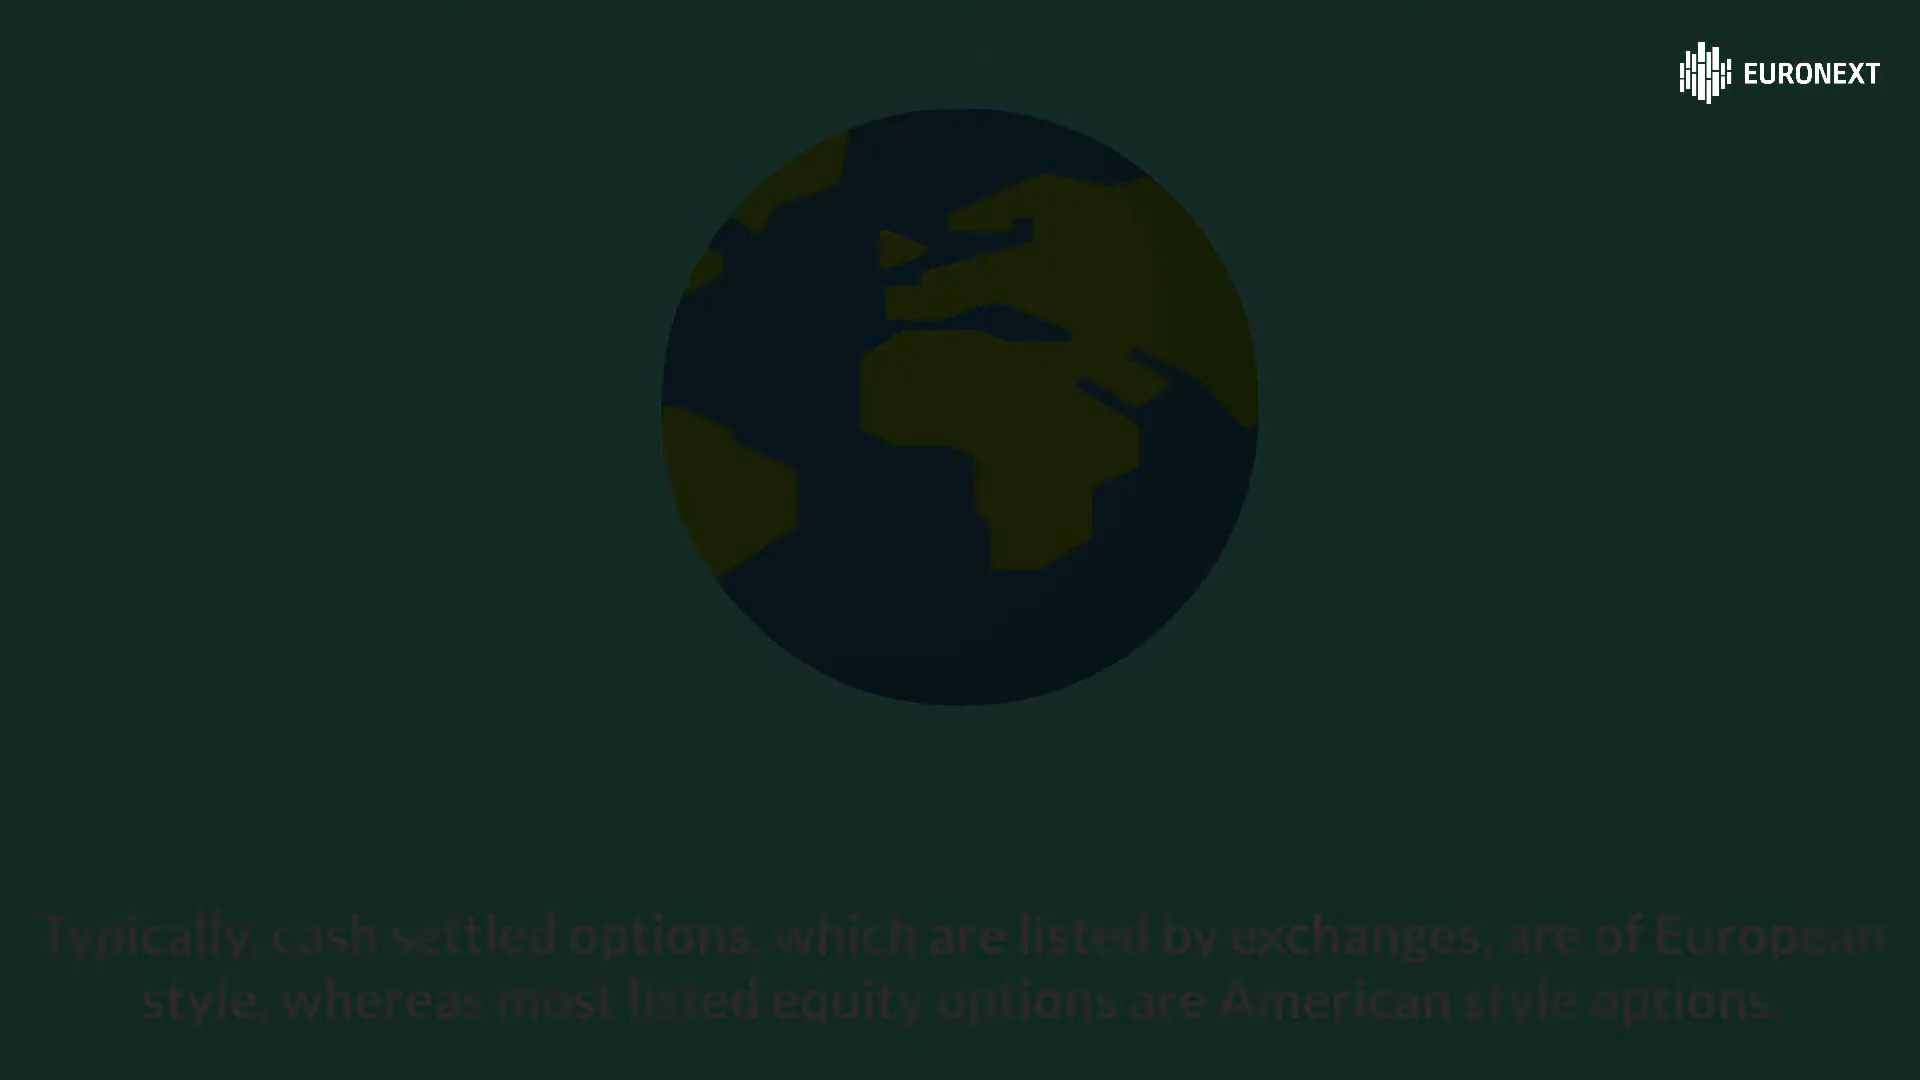 EURONEXT
Typically, cash settled options, which are listed by exchanges, are of European
style, whereas most listed equity options are American style options.